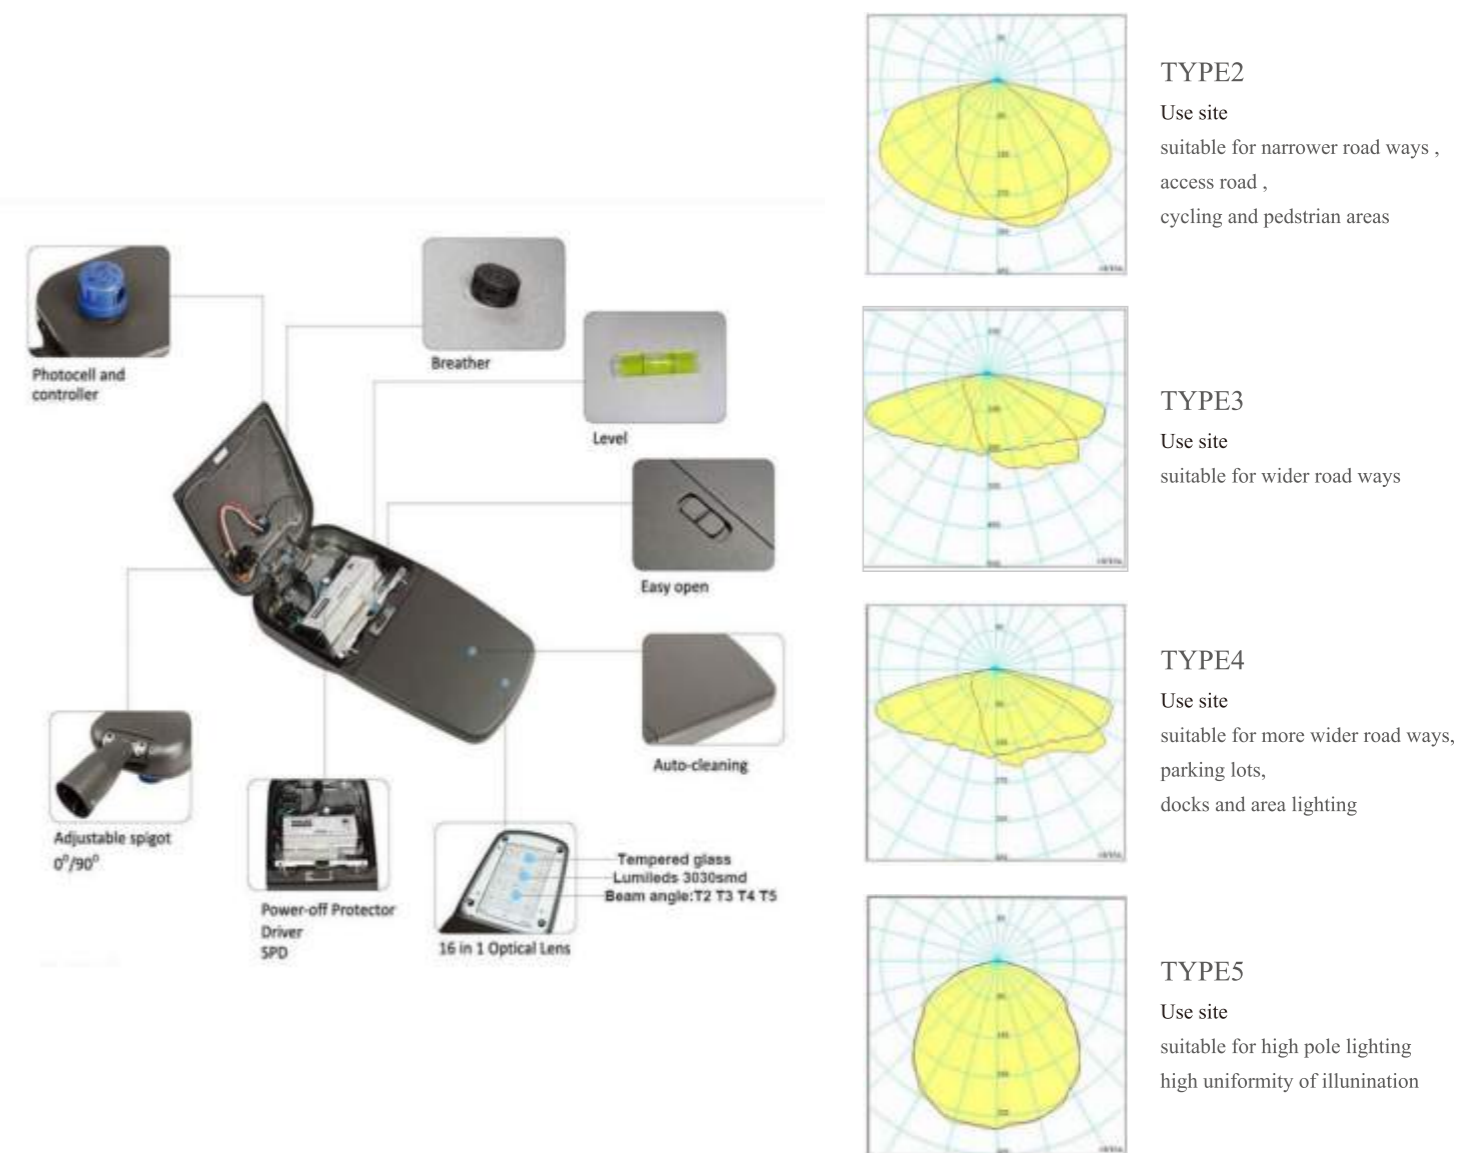 Photocell and
controller
Breather
Level
Easy open
Auto-cleaning
Adjustable spigot
0⁰/90⁰
Power-off Protector
Driver
SPD
16 in 1 Optical Lens
Tempered glass
Lumileds 3030smd
Beam angle:T2 T3 T4 T5
TYPE2
Use site
suitable for narrower road ways ,
access road ,
cycling and pedstrian areas
TYPE3
Use site
suitable for wider road ways
TYPE4
Use site
suitable for more wider road ways,
parking lots,
docks and area lighting
TYPE5
Use site
suitable for high pole lighting
high uniformity of illunination